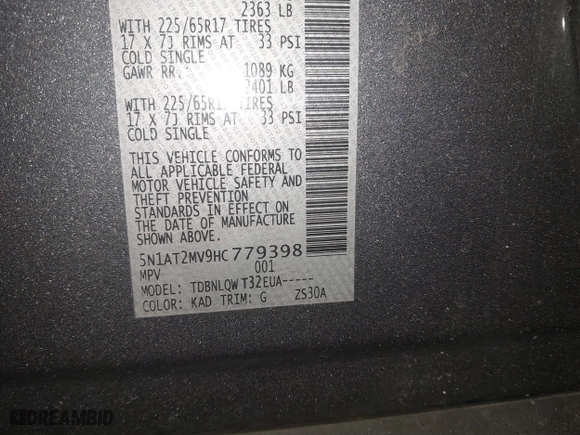 2363 LB
WITH 225/65R17 TIRES
17 X 7J RIMS AT 33 PSI
COLD SINGLE
GAWR RR.: 1089 KG
2401 LB
WITH 225/65R17 TIRES
17 X 7J RIMS AT 33 PSI
COLD SINGLE
THIS VEHICLE CONFORMS TO
ALL APPLICABLE FEDERAL
MOTOR VEHICLE SAFETY AND
THEFT PREVENTION
STANDARDS IN EFFECT ON
THE DATE OF MANUFACTURE
SHOWN ABOVE.
5N1AT2MV9HC779398
MPV 001
MODEL: TDBNLQW T32EUA-----
COLOR: KAD TRIM: G ZS30A
DREAMBID